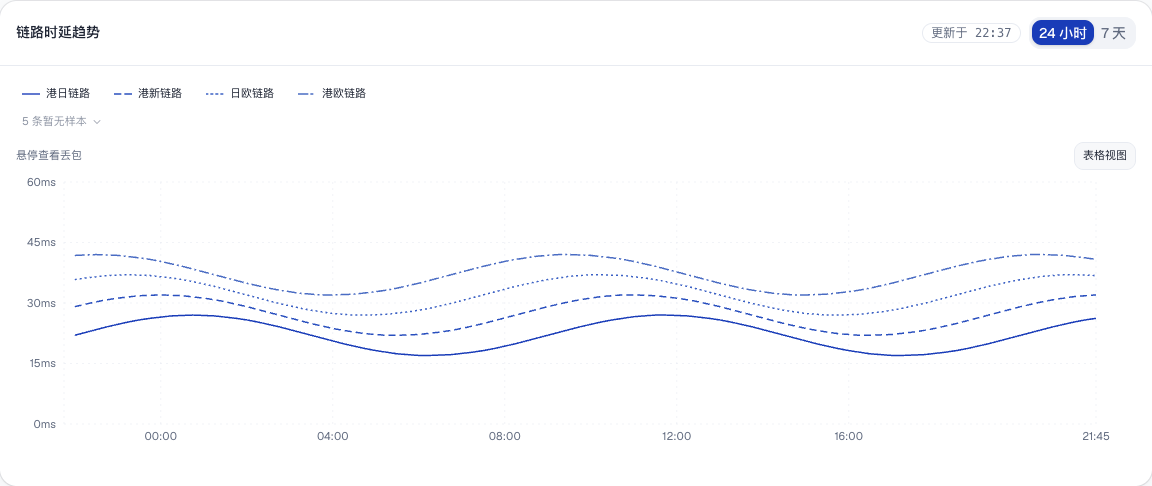 链路时延趋势
更新于 22:37
24 小时
7 天
港日链路
港新链路
日欧链路
港欧链路
5 条暂无样本
悬停查看丢包
表格视图
60ms
45ms
30ms
15ms
0ms
00:00
04:00
08:00
12:00
16:00
21:45